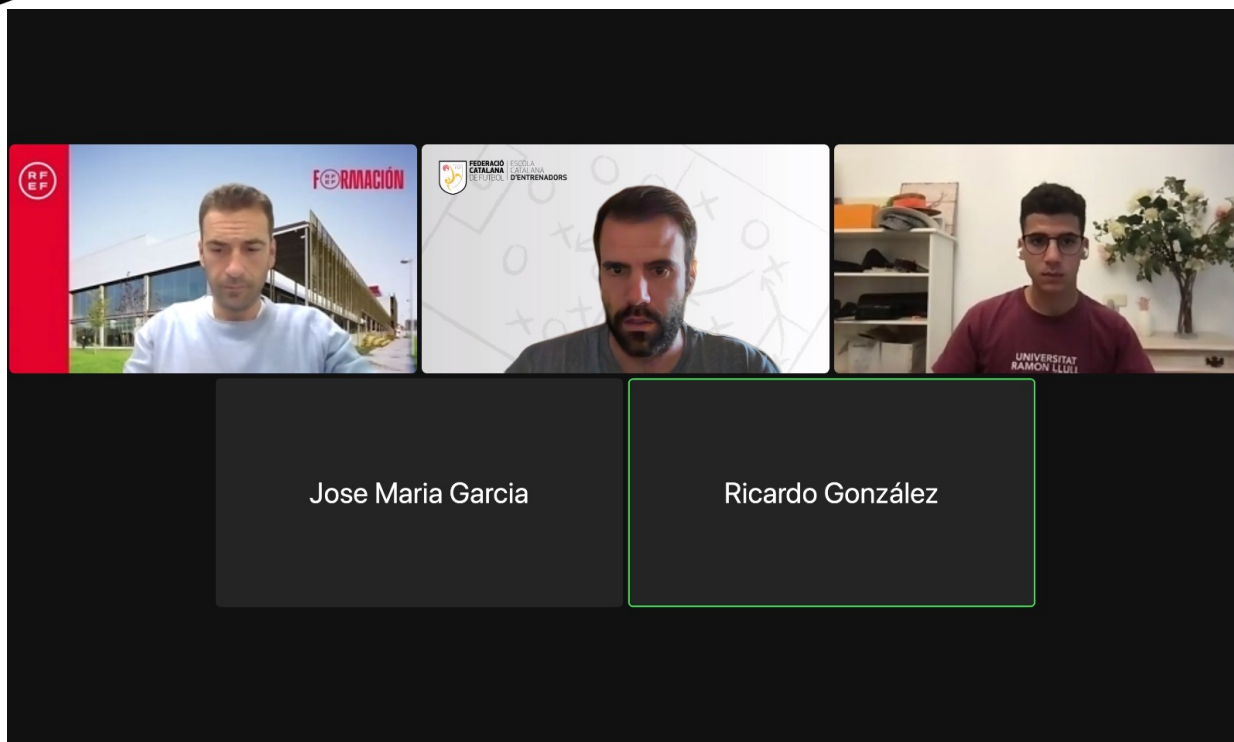 RF
EF
FORMACIÓN
FEDERACIÓ
CATALANA
DE FUTBOL
ESCOLA
CATALANA
D'ENTRENADORS
UNIVERSITAT
RAMON LLULL
Jose Maria Garcia
Ricardo González